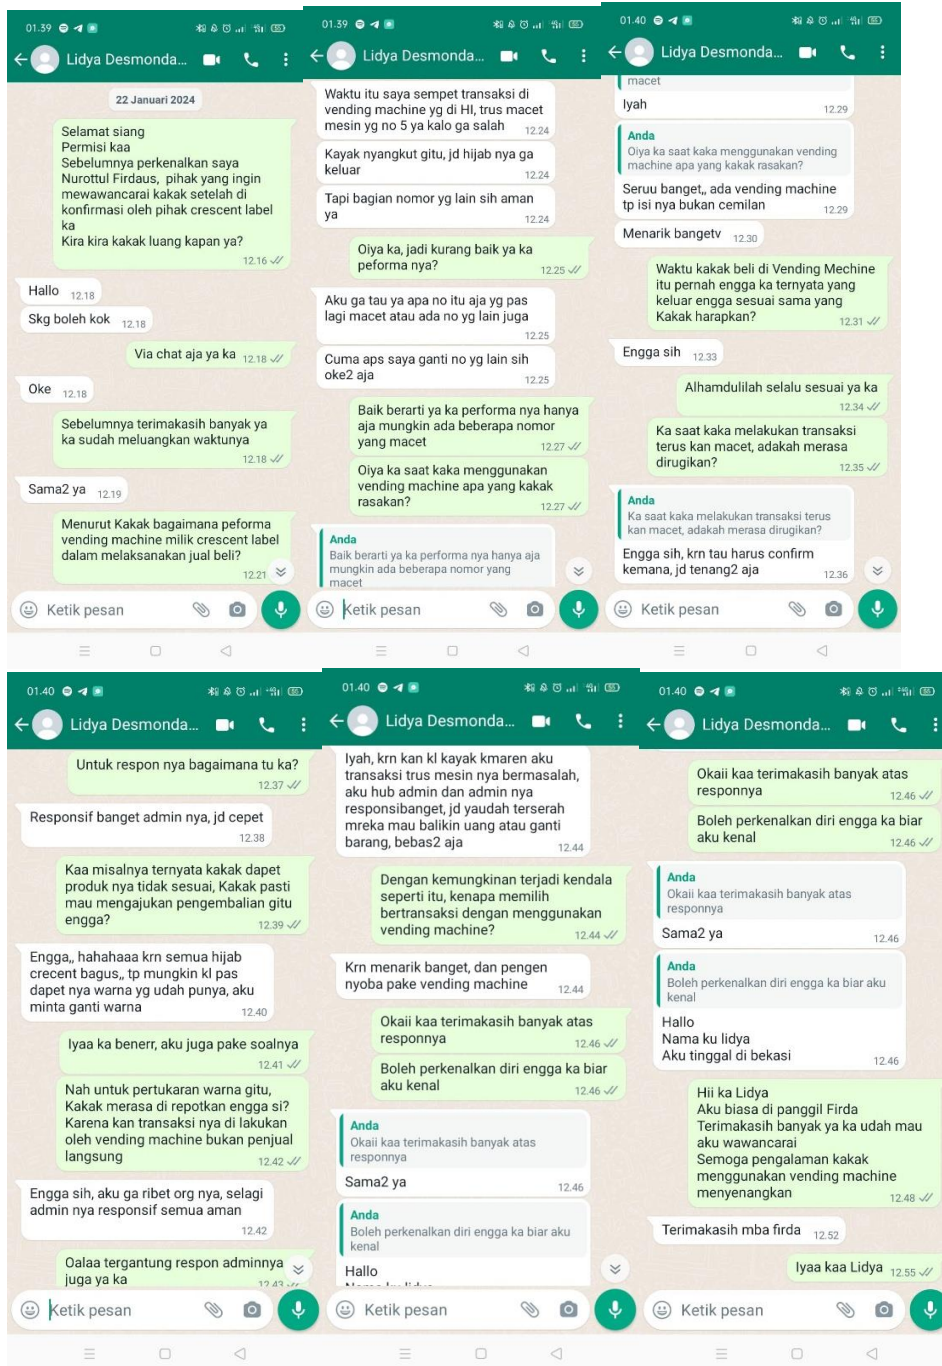 01.39
Lidya Desmonda...
22 Januari 2024
Selamat siang
Permisi kaa
Sebelumnya perkenalkan saya
Nurottul Firdaus, pihak yang ingin
mewawancarai kakak setelah di
konfirmasi oleh pihak crescent label
ka
Kira kira kakak luang kapan ya?
12.16
Hallo 12.18
Skg boleh kok 12.18
Via chat aja ya ka 12.18
Oke 12.18
Sebelumnya terimakasih banyak ya
ka sudah meluangkan waktunya
12.18
Sama2 ya 12.19
Menurut Kakak bagaimana peforma
vending machine milik crescent label
dalam melaksanakan jual beli?
12.21
Ketik pesan
01.39
Lidya Desmonda...
Waktu itu saya sempet transaksi di
vending machine yg di HI, trus macet
mesin yg no 5 ya kalo ga salah 12.24
Kayak nyangkut gitu, jd hijab nya ga
keluar 12.24
Tapi bagian nomor yg lain sih aman
ya 12.24
Oiya ka, jadi kurang baik ya ka
peforma nya? 12.25
Aku ga tau ya apa no itu aja yg pas
lagi macet atau ada no yg lain juga
12.25
Cuma aps saya ganti no yg lain sih
oke2 aja 12.25
Baik berarti ya ka performa nya hanya
aja mungkin ada beberapa nomor
yang macet 12.27
Oiya ka saat kaka menggunakan
vending machine apa yang kakak
rasakan? 12.27
Anda
Baik berarti ya ka performa nya hanya aja
mungkin ada beberapa nomor yang
macet
Ketik pesan
01.40
Lidya Desmonda...
macet
Iyah 12.29
Anda
Oiya ka saat kaka menggunakan vending
machine apa yang kakak rasakan?
Seruu banget,, ada vending machine
tp isi nya bukan cemilan 12.29
Menarik bangetv 12.30
Waktu kakak beli di Vending Mechine
itu pernah engga ka ternyata yang
keluar engga sesuai sama yang
Kakak harapkan? 12.31
Engga sih 12.33
Alhamdulilah selalu sesuai ya ka
12.34
Ka saat kaka melakukan transaksi
terus kan macet, adakah merasa
dirugikan? 12.35
Anda
Ka saat kaka melakukan transaksi terus
kan macet, adakah merasa dirugikan?
Engga sih, krn tau harus confirm
kemana, jd tenang2 aja 12.36
Ketik pesan
01.40
Lidya Desmonda...
Untuk respon nya bagaimana tu ka?
12.37
Responsif banget admin nya, jd cepet
12.38
Kaa misalnya ternyata kakak dapet
produk nya tidak sesuai, Kakak pasti
mau mengajukan pengembalian gitu
engga? 12.39
Engga,, hahahaaa krn semua hijab
crecent bagus,, tp mungkin kl pas
dapet nya warna yg udah punya, aku
minta ganti warna 12.40
Iyaa ka benerr, aku juga pake soalnya
12.41
Nah untuk pertukaran warna gitu,
Kakak merasa di repotkan engga si?
Karena kan transaksi nya di lakukan
oleh vending machine bukan penjual
langsung 12.42
Engga sih, aku ga ribet org nya, selagi
admin nya responsif semua aman
12.42
Oalaa tergantung respon adminnya
juga ya ka 12.43
Ketik pesan
01.40
Lidya Desmonda...
Iyah, krn kan kl kayak kmaren aku
transaksi trus mesin nya bermasalah,
aku hub admin dan admin nya
responsibanget, jd yaudah terserah
mreka mau balikin uang atau ganti
barang, bebas2 aja 12.44
Dengan kemungkinan terjadi kendala
seperti itu, kenapa memilih
bertransaksi dengan menggunakan
vending machine? 12.44
Krn menarik banget, dan pengen
nyoba pake vending machine 12.44
Okaii kaa terimakasih banyak atas
responnya 12.46
Boleh perkenalkan diri engga ka biar
aku kenal 12.46
Anda
Okaii kaa terimakasih banyak atas
responnya
Sama2 ya 12.46
Anda
Boleh perkenalkan diri engga ka biar aku
kenal
Hallo
Ketik pesan
01.40
Lidya Desmonda...
Okaii kaa terimakasih banyak atas
responnya 12.46
Boleh perkenalkan diri engga ka biar
aku kenal 12.46
Anda
Okaii kaa terimakasih banyak atas
responnya
Sama2 ya 12.46
Anda
Boleh perkenalkan diri engga ka biar aku
kenal
Hallo
Nama ku lidya
Aku tinggal di bekasi 12.46
Hii ka Lidya
Aku biasa di panggil Firda
Terimakasih banyak ya ka udah mau
aku wawancarai
Semoga pengalaman kakak
menggunakan vending machine
menyenangkan 12.48
Terimakasih mba firda 12.52
Iyaa kaa Lidya 12.55
Ketik pesan